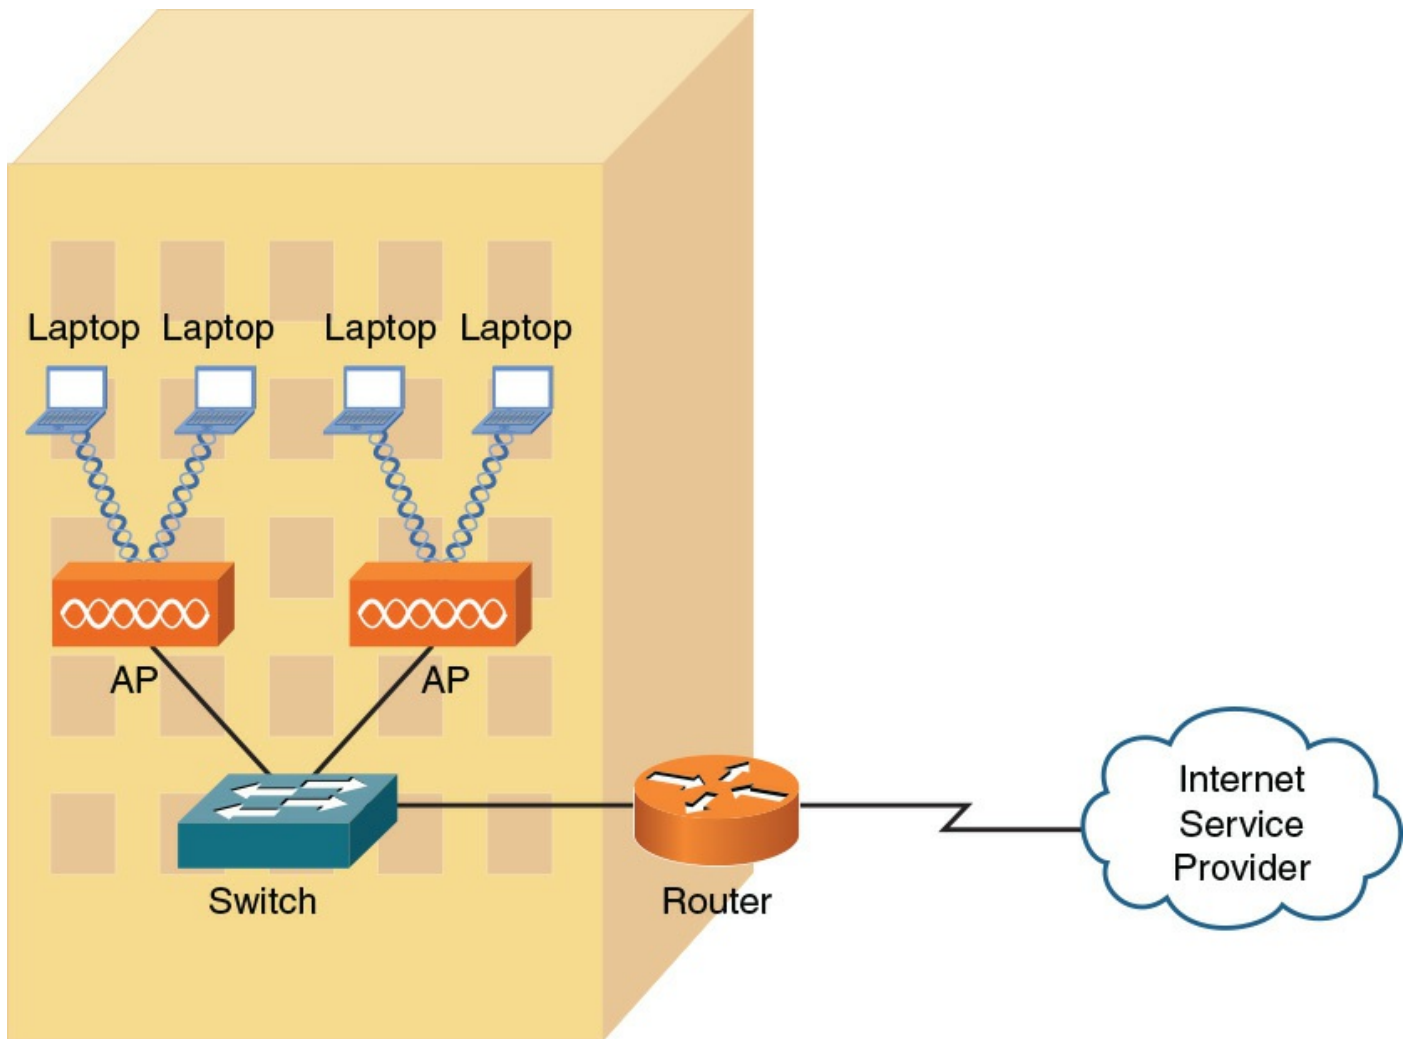 Laptop Laptop Laptop Laptop
AP AP
Internet
Service
Provider
Switch
Router